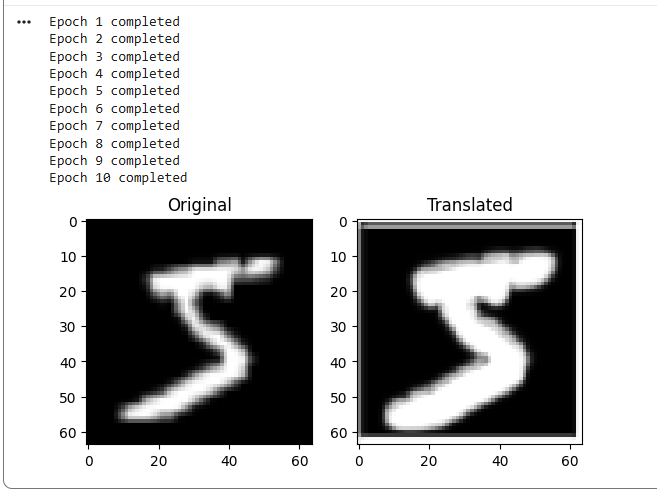 Epoch 1 completed
Epoch 2 completed
Epoch 3 completed
Epoch 4 completed
Epoch 5 completed
Epoch 6 completed
Epoch 7 completed
Epoch 8 completed
Epoch 9 completed
Epoch 10 completed
Original Translated
0 0
10 10
20 20
30 30
40 40
50 50
60 60
0 20 40 60 0 20 40 60